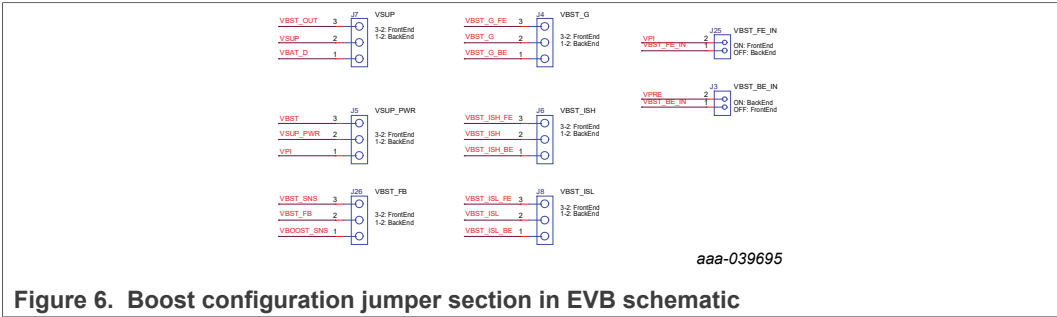 J7 VSUP
VBST_OUT 3
VSUP 2
VBAT_D 1
3-2: FrontEnd
1-2: BackEnd
J4 VBST_G
VBST_G_FE 3
VBST_G 2
VBST_G_BE 1
3-2: FrontEnd
1-2: BackEnd
J25 VBST_FE_IN
VPI 2
VBST_FE_IN 1
ON: FrontEnd
OFF: BackEnd
J3 VBST_BE_IN
VPRE 2
VBST_BE_IN 1
ON: BackEnd
OFF: FrontEnd
J5 VSUP_PWR
VBST 3
VSUP_PWR 2
VPI 1
3-2: FrontEnd
1-2: BackEnd
J6 VBST_ISH
VBST_ISH_FE 3
VBST_ISH 2
VBST_ISH_BE 1
3-2: FrontEnd
1-2: BackEnd
J26 VBST_FB
VBST_SNS 3
VBST_FB 2
VBOOST_SNS 1
3-2: FrontEnd
1-2: BackEnd
J8 VBST_ISL
VBST_ISL_FE 3
VBST_ISL 2
VBST_ISL_BE 1
3-2: FrontEnd
1-2: BackEnd
aaa-039695
Figure 6. Boost configuration jumper section in EVB schematic